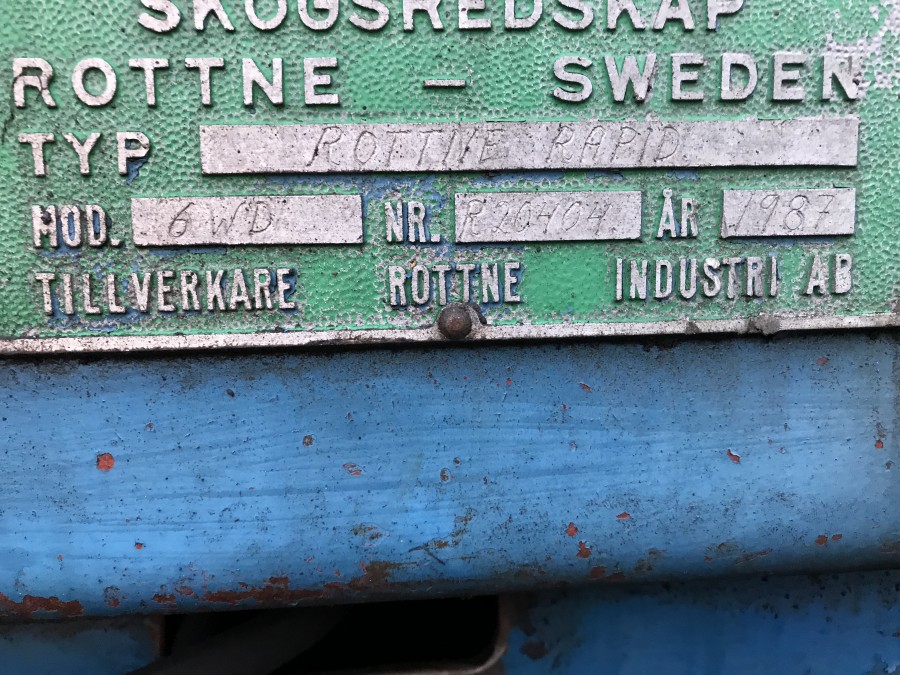 SKOGSREDSKAP
ROTTNE - SWEDEN
TYP ROTTNE RAPID
MOD. 6WD NR. R20404 ÅR 1987
TILLVERKARE ROTTNE INDUSTRI AB